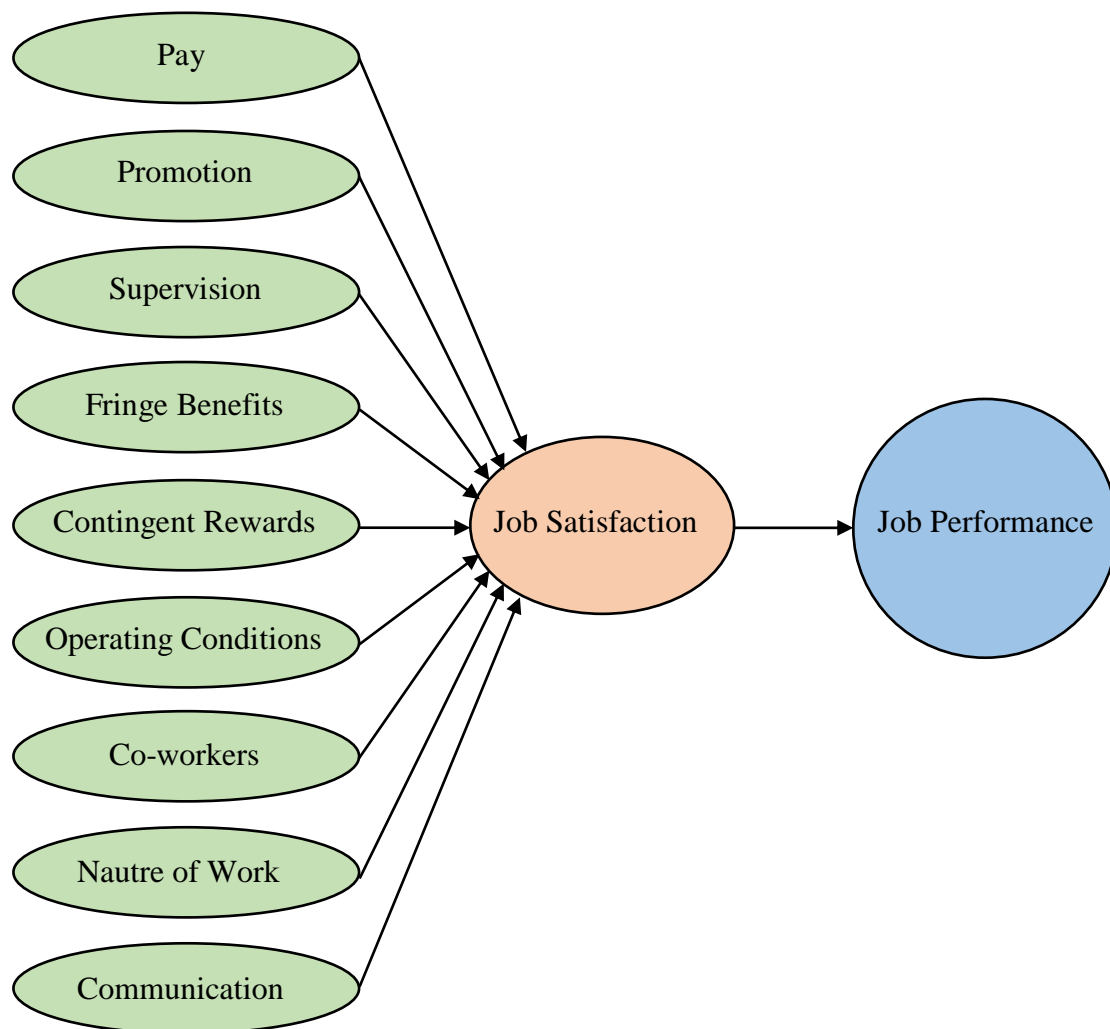 Pay
Promotion
Supervision
Fringe Benefits
Contingent Rewards
Operating Conditions
Co-workers
Nautre of Work
Communication
Job Satisfaction
Job Performance